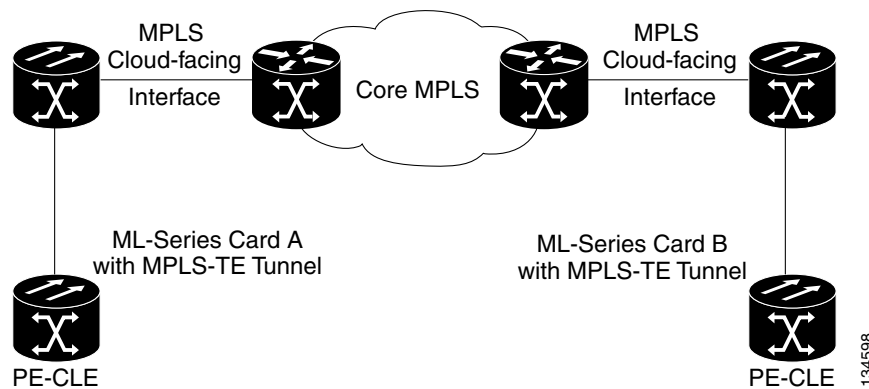 MPLS
Cloud-facing
Interface
Core MPLS
MPLS
Cloud-facing
Interface
ML-Series Card A
with MPLS-TE Tunnel
ML-Series Card B
with MPLS-TE Tunnel
PE-CLE
PE-CLE
134598